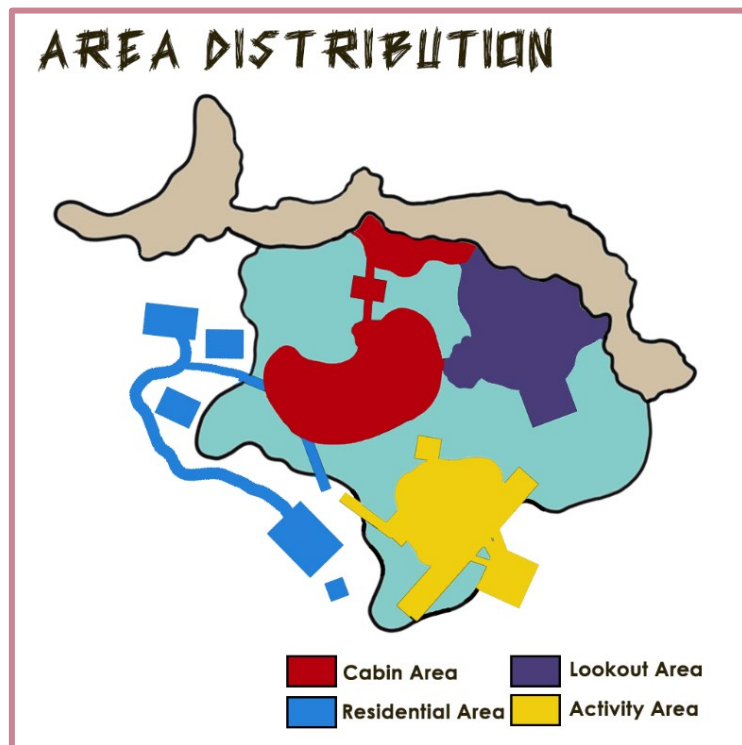 AREA DISTRIBUTION
Cabin Area
Lookout Area
Residential Area
Activity Area